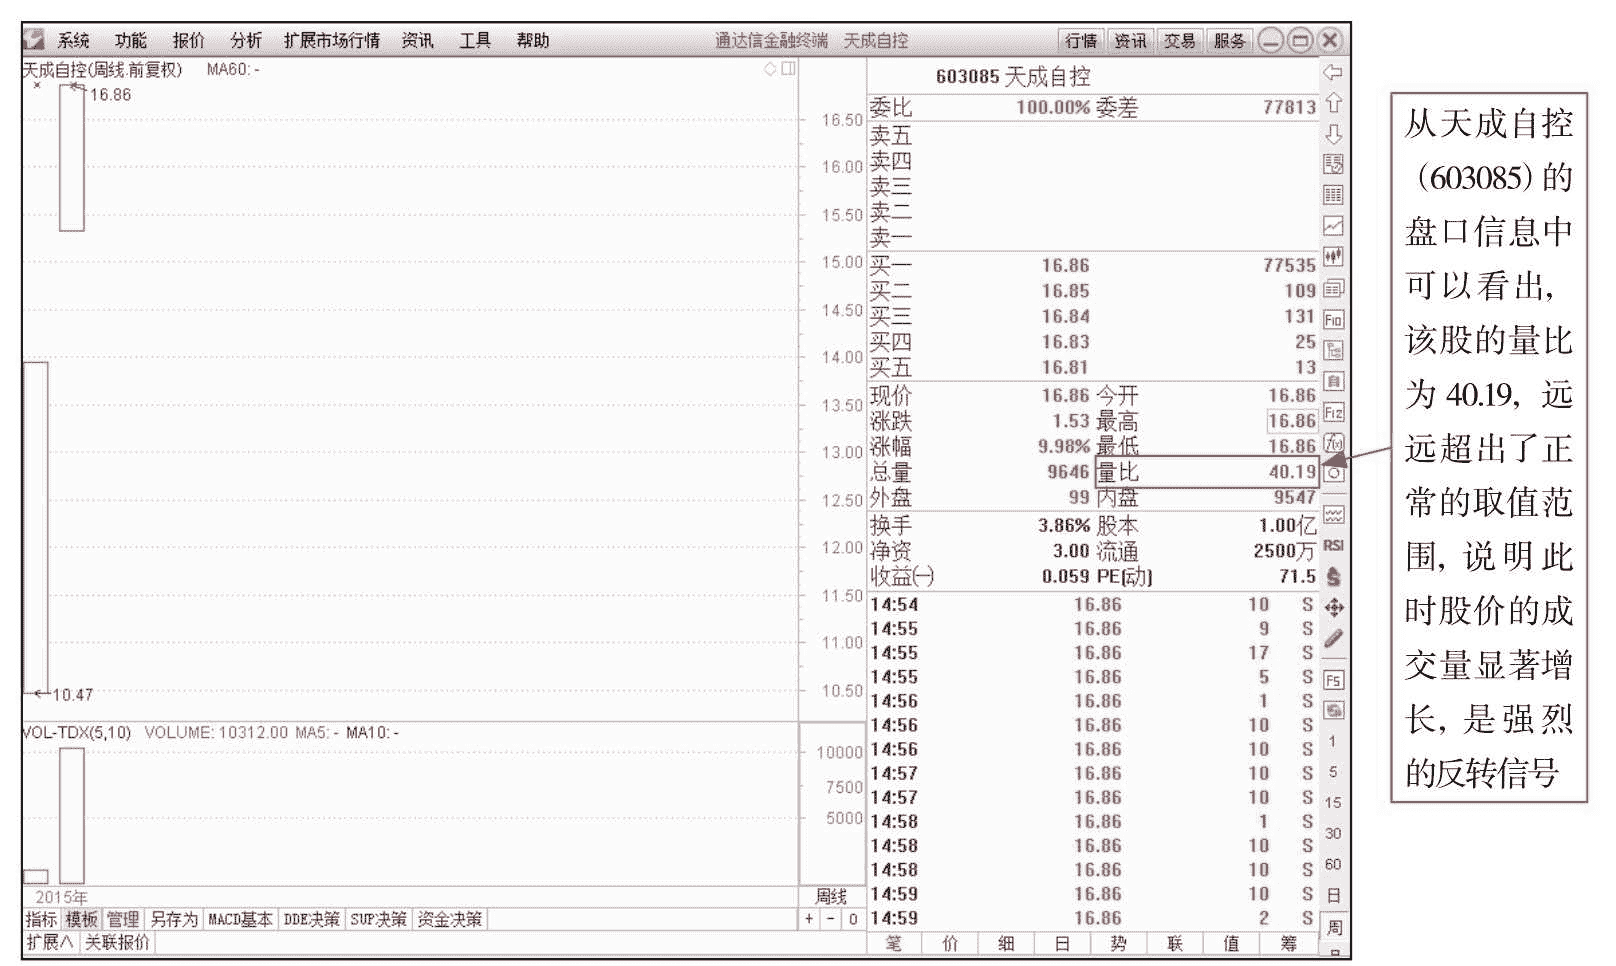 系统 功能 报价 分析 扩展市场行情 资讯 工具 帮助 通达信金融终端 天成自控 行情 资讯 交易 服务
天成自控(周线.前复权) MA60: -
16.86
16.50
16.00
15.50
15.00
14.50
14.00
13.50
13.00
12.50
12.00
11.50
11.00
10.50
10.47
VOL-TDX(5,10) VOLUME: 10312.00 MA5: - MA10: -
10000
7500
5000
2015年 周线
指标 模板 管理 另存为 MACD基本 DDE决策 SUP决策 资金决策 + - 0
扩展∧ 关联报价
603085 天成自控
委比 100.00% 委差 77813
卖五
卖四
卖三
卖二
卖一
买一 16.86 77535
买二 16.85 109
买三 16.84 131
买四 16.83 25
买五 16.81 13
现价 16.86 今开 16.86
涨跌 1.53 最高 16.86
涨幅 9.98% 最低 16.86
总量 9646 量比 40.19
外盘 99 内盘 9547
换手 3.86% 股本 1.00亿
净资 3.00 流通 2500万
收益(一) 0.059 PE(动) 71.5
14:54 16.86 10 S
14:55 16.86 9 S
14:55 16.86 17 S
14:55 16.86 5 S
14:56 16.86 1 S
14:56 16.86 10 S
14:56 16.86 10 S
14:57 16.86 10 S
14:57 16.86 10 S
14:58 16.86 1 S
14:58 16.86 10 S
14:58 16.86 10 S
14:59 16.86 10 S
14:59 16.86 2 S
笔 价 细 日 势 联 值 筹
F10
自
F12
f(x)
RSI
F5
1
5
15
30
60
日
周
从天成自控
（603085）的
盘口信息中
可以看出，
该股的量比
为 40.19，远
远超出了正
常的取值范
围，说明此
时股价的成
交量显著增
长，是强烈
的反转信号